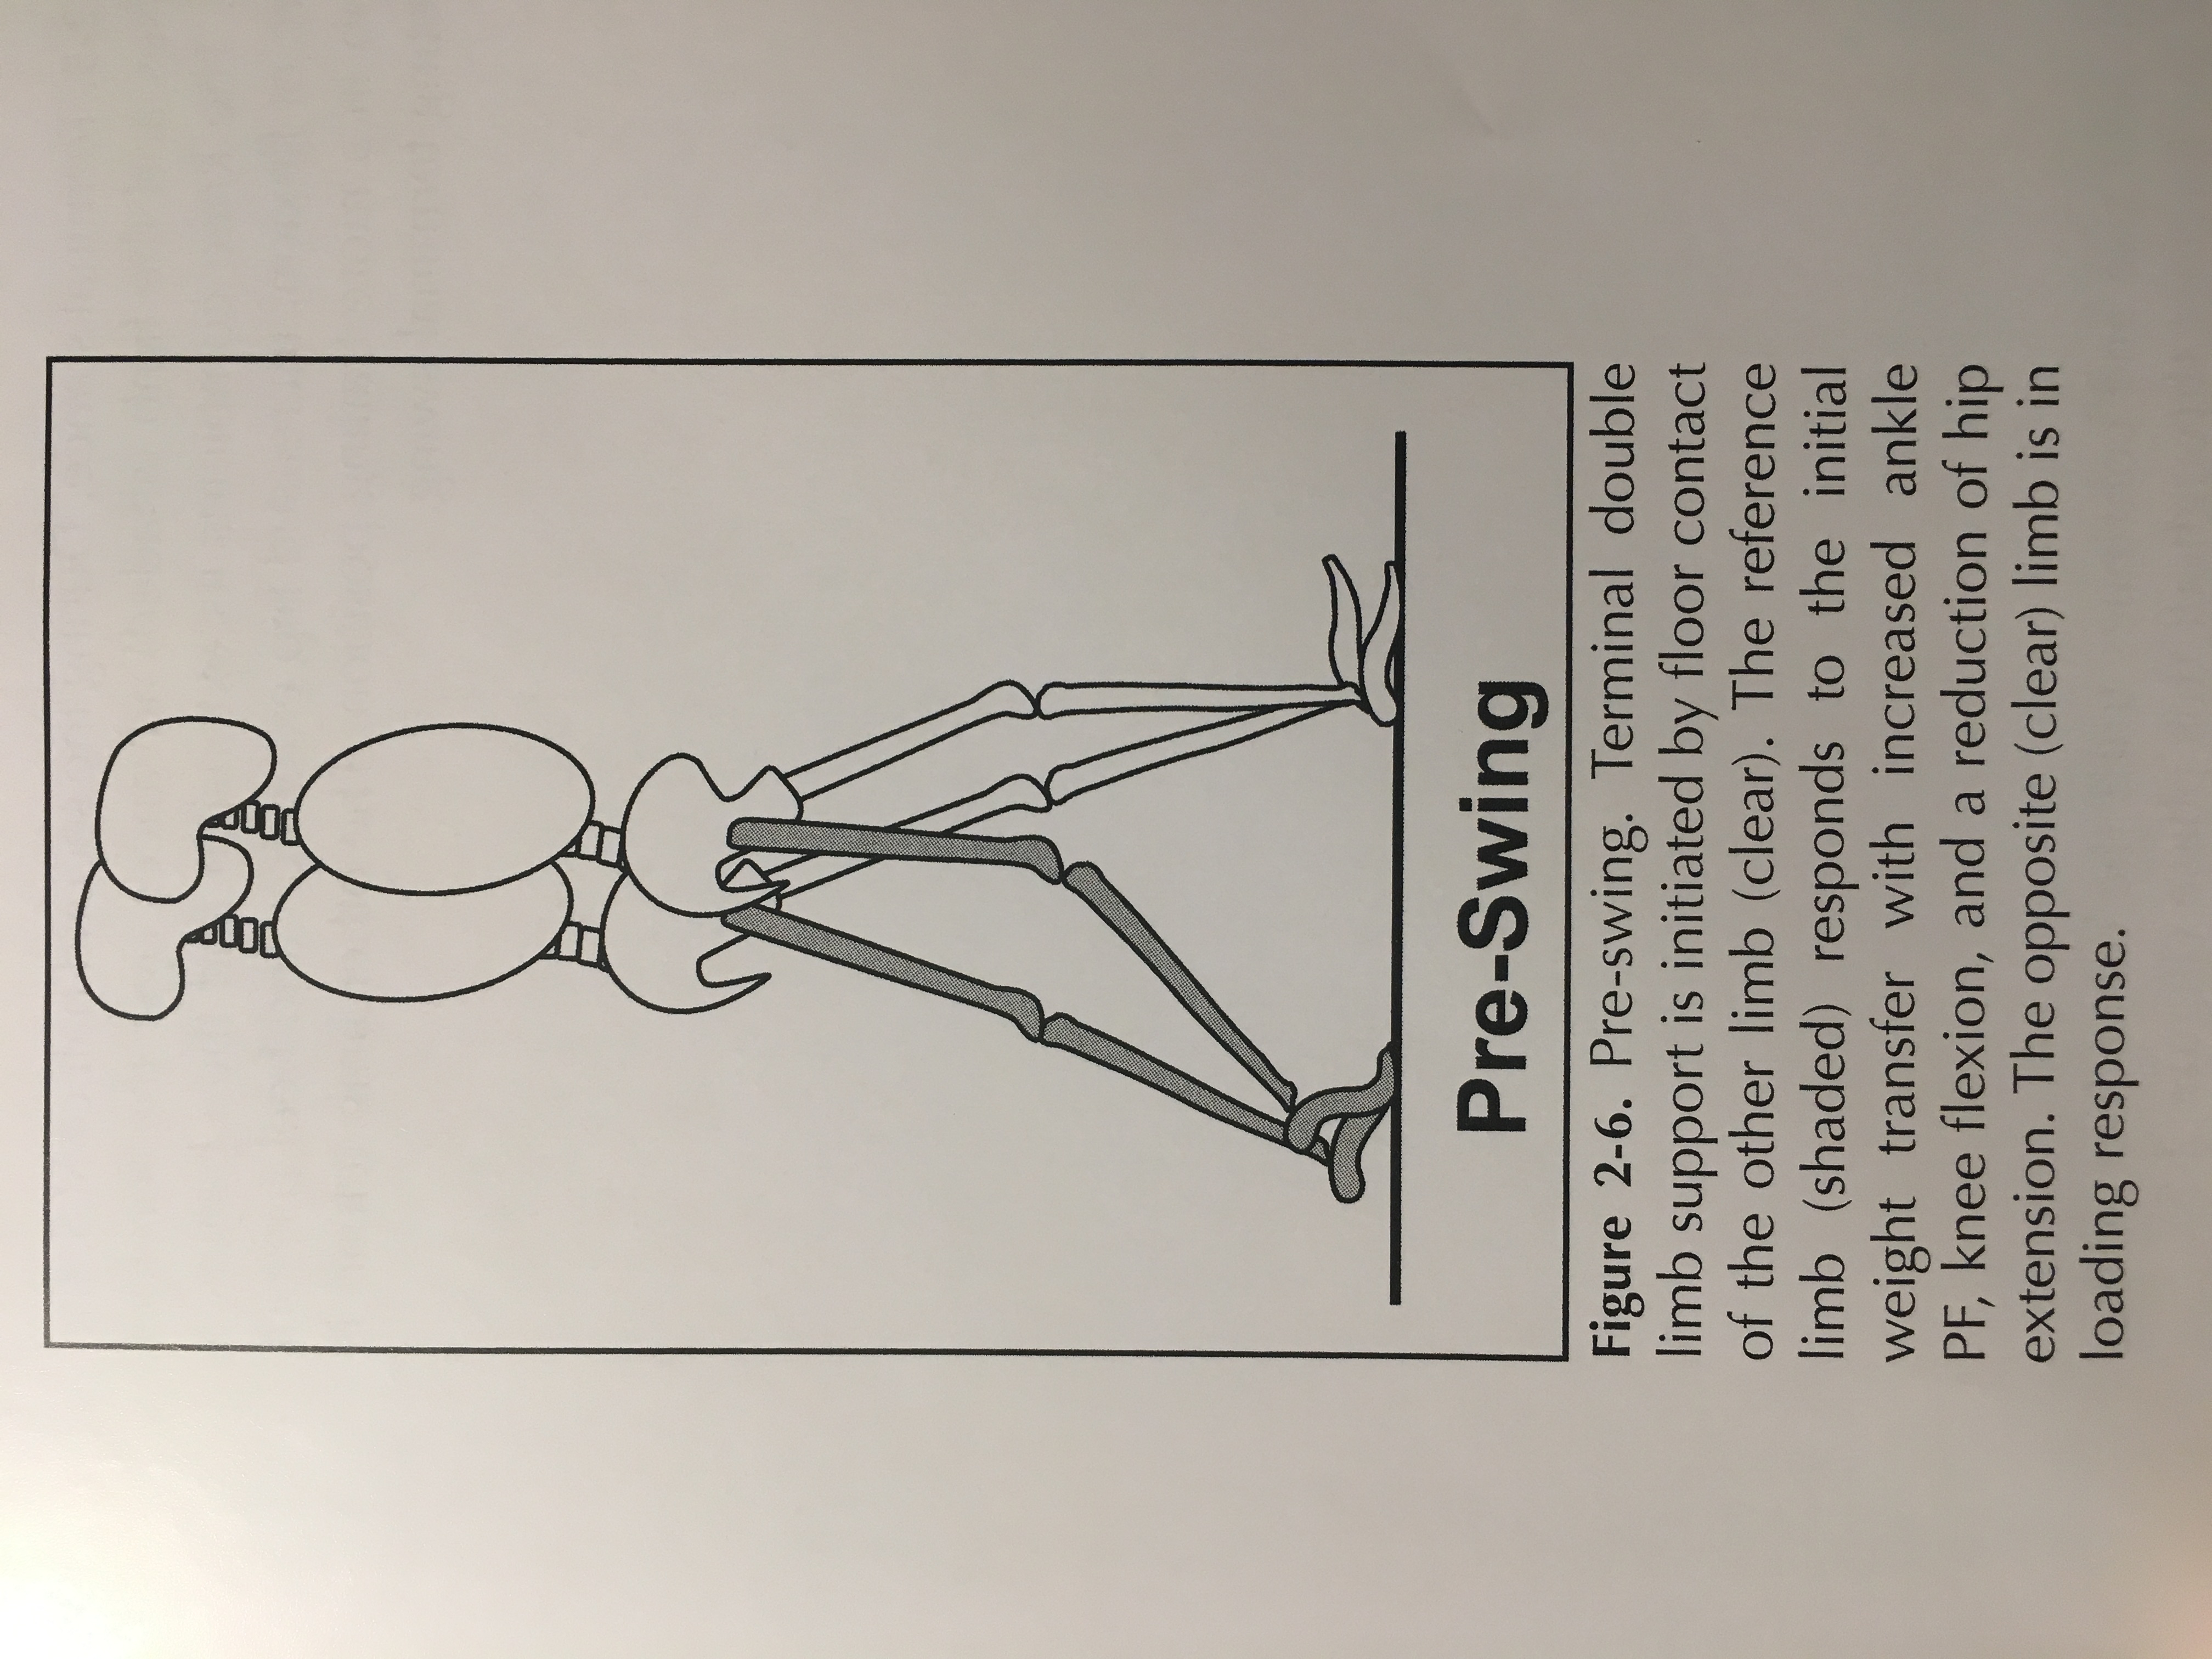 Pre-Swing
Figure 2-6. Pre-swing. Terminal double
limb support is initiated by floor contact
of the other limb (clear). The reference
limb (shaded) responds to the initial
weight transfer with increased ankle
PF, knee flexion, and a reduction of hip
extension. The opposite (clear) limb is in
loading response.